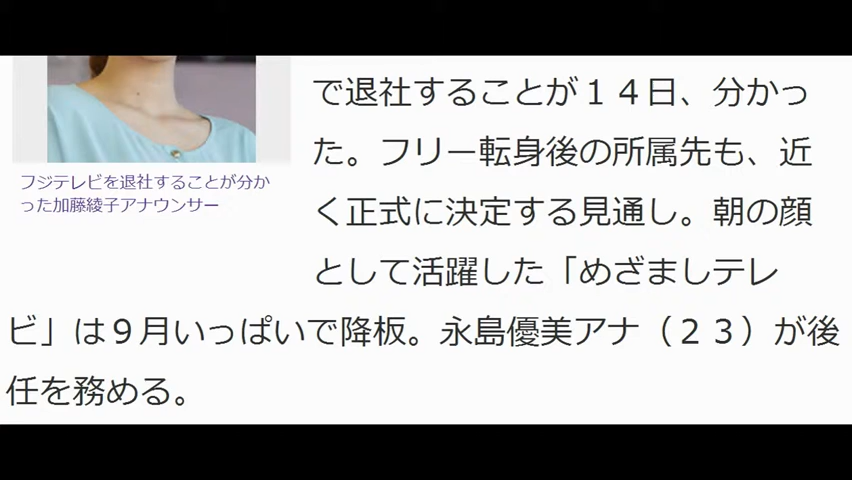 で退社することが１４日、分かっ
た。フリー転身後の所属先も、近
く正式に決定する見通し。朝の顔
として活躍した「めざましテレ
フジテレビを退社することが分か
った加藤綾子アナウンサー
ビ」は９月いっぱいで降板。永島優美アナ（２３）が後
任を務める。